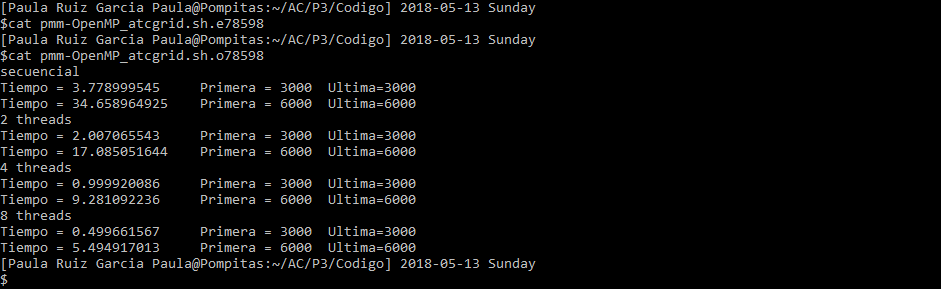 [Paula Ruiz Garcia Paula@Pompitas:~/AC/P3/Codigo] 2018-05-13 Sunday
$cat pmm-OpenMP_atcgrid.sh.e78598
[Paula Ruiz Garcia Paula@Pompitas:~/AC/P3/Codigo] 2018-05-13 Sunday
$cat pmm-OpenMP_atcgrid.sh.o78598
secuencial
Tiempo = 3.778999545     Primera = 3000  Ultima=3000
Tiempo = 34.658964925    Primera = 6000  Ultima=6000
2 threads
Tiempo = 2.007065543     Primera = 3000  Ultima=3000
Tiempo = 17.085051644    Primera = 6000  Ultima=6000
4 threads
Tiempo = 0.999920086     Primera = 3000  Ultima=3000
Tiempo = 9.281092236     Primera = 6000  Ultima=6000
8 threads
Tiempo = 0.499661567     Primera = 3000  Ultima=3000
Tiempo = 5.494917013     Primera = 6000  Ultima=6000
[Paula Ruiz Garcia Paula@Pompitas:~/AC/P3/Codigo] 2018-05-13 Sunday
$